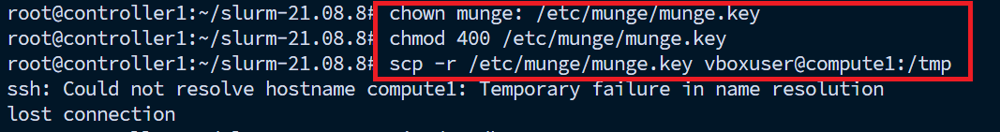 root@controller1:~/slurm-21.08.8# chown munge: /etc/munge/munge.key
root@controller1:~/slurm-21.08.8# chmod 400 /etc/munge/munge.key
root@controller1:~/slurm-21.08.8# scp -r /etc/munge/munge.key vboxuser@compute1:/tmp
ssh: Could not resolve hostname compute1: Temporary failure in name resolution
lost connection